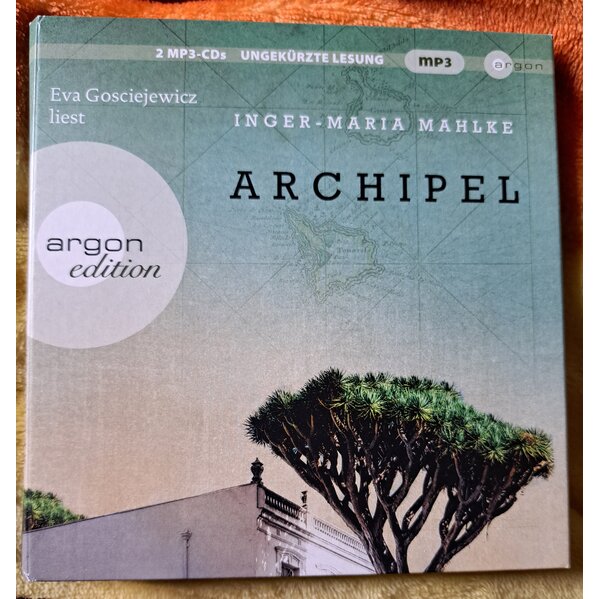 2 MP3-CDs UNGEKÜRZTE LESUNG mp3 argon
Eva Gosciejewicz
liest
INGER-MARIA MAHLKE
ARCHIPEL
argon
edition